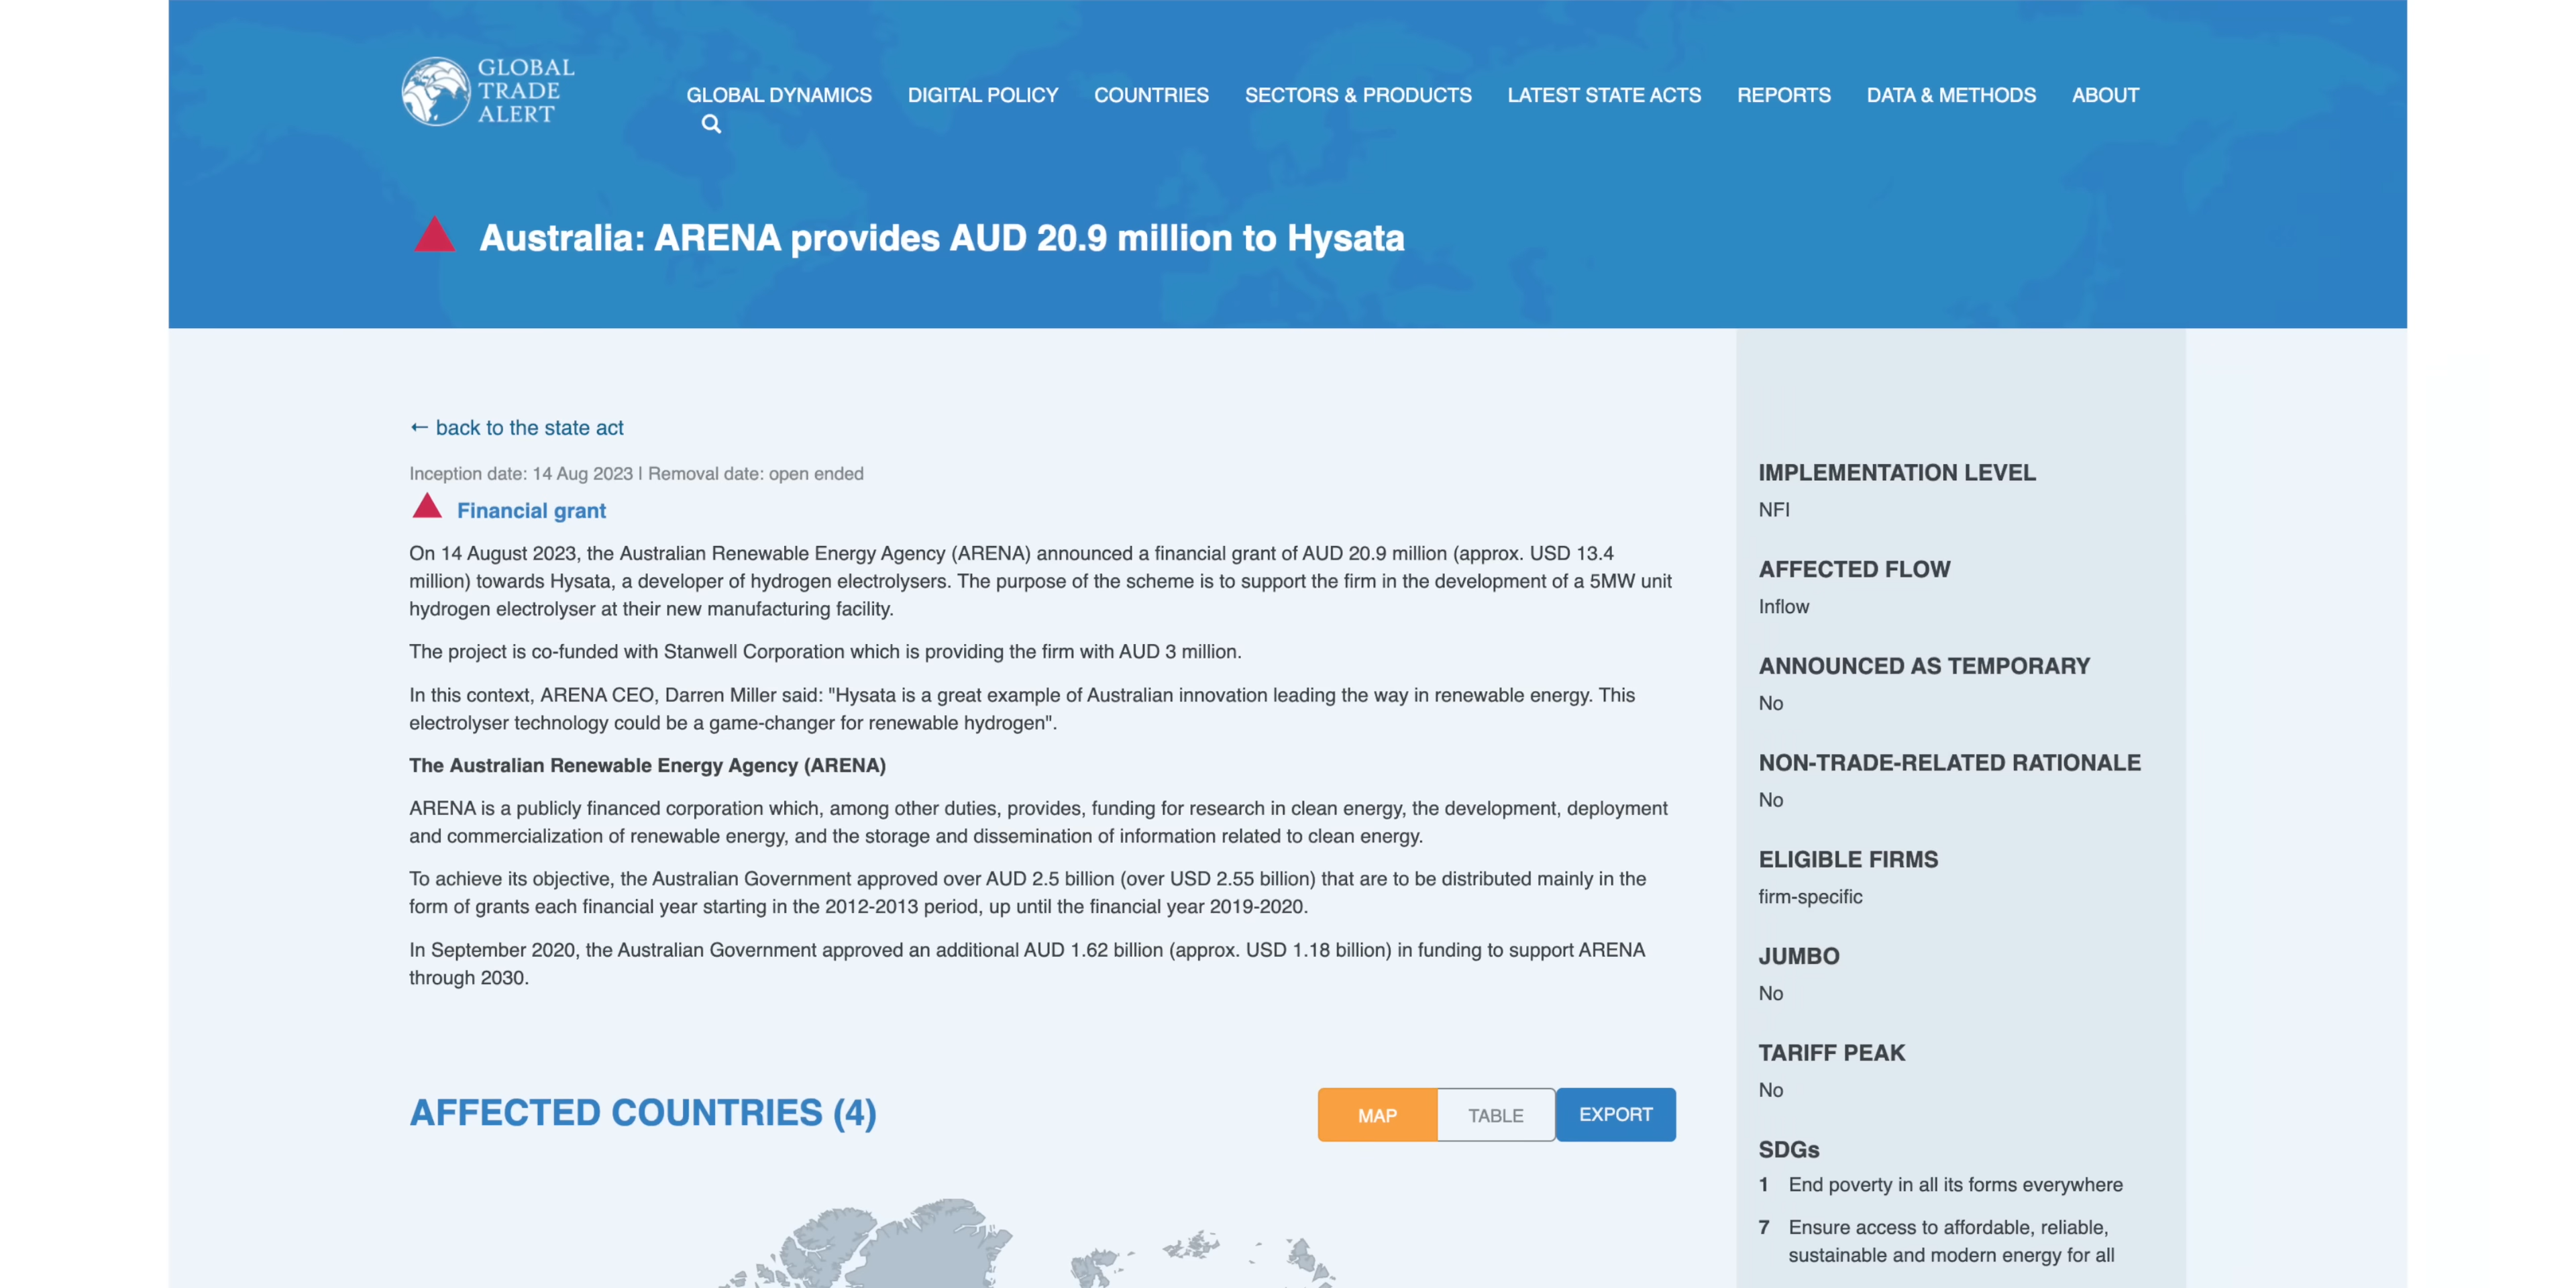 GLOBAL
TRADE
ALERT
GLOBAL DYNAMICS DIGITAL POLICY COUNTRIES SECTORS & PRODUCTS LATEST STATE ACTS REPORTS DATA & METHODS ABOUT
Australia: ARENA provides AUD 20.9 million to Hysata
← back to the state act
Inception date: 14 Aug 2023 | Removal date: open ended
Financial grant
On 14 August 2023, the Australian Renewable Energy Agency (ARENA) announced a financial grant of AUD 20.9 million (approx. USD 13.4
million) towards Hysata, a developer of hydrogen electrolysers. The purpose of the scheme is to support the firm in the development of a 5MW unit
hydrogen electrolyser at their new manufacturing facility.
The project is co-funded with Stanwell Corporation which is providing the firm with AUD 3 million.
In this context, ARENA CEO, Darren Miller said: "Hysata is a great example of Australian innovation leading the way in renewable energy. This
electrolyser technology could be a game-changer for renewable hydrogen".
The Australian Renewable Energy Agency (ARENA)
ARENA is a publicly financed corporation which, among other duties, provides, funding for research in clean energy, the development, deployment
and commercialization of renewable energy, and the storage and dissemination of information related to clean energy.
To achieve its objective, the Australian Government approved over AUD 2.5 billion (over USD 2.55 billion) that are to be distributed mainly in the
form of grants each financial year starting in the 2012-2013 period, up until the financial year 2019-2020.
In September 2020, the Australian Government approved an additional AUD 1.62 billion (approx. USD 1.18 billion) in funding to support ARENA
through 2030.
AFFECTED COUNTRIES (4)
MAP TABLE EXPORT
IMPLEMENTATION LEVEL
NFI
AFFECTED FLOW
Inflow
ANNOUNCED AS TEMPORARY
No
NON-TRADE-RELATED RATIONALE
No
ELIGIBLE FIRMS
firm-specific
JUMBO
No
TARIFF PEAK
No
SDGs
1 End poverty in all its forms everywhere
7 Ensure access to affordable, reliable,
sustainable and modern energy for all